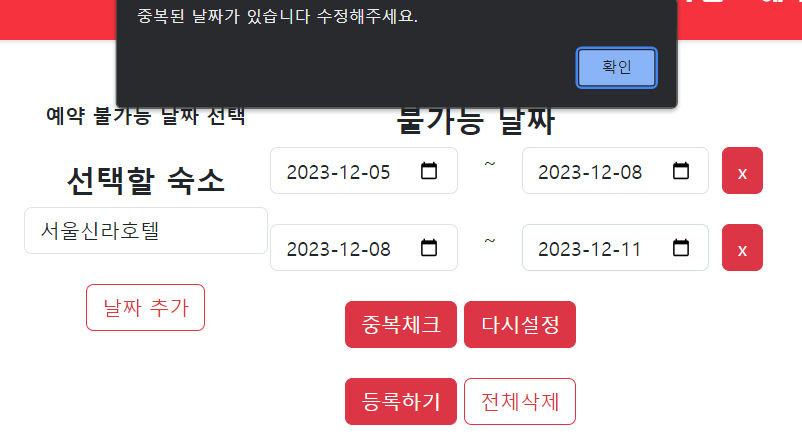 중복된 날짜가 있습니다 수정해주세요.
확인
예약 불가능 날짜 선택
불가능 날짜
선택할 숙소
2023-12-05 ~ 2023-12-08 x
서울신라호텔
2023-12-08 ~ 2023-12-11 x
날짜 추가
중복체크 다시설정
등록하기 전체삭제